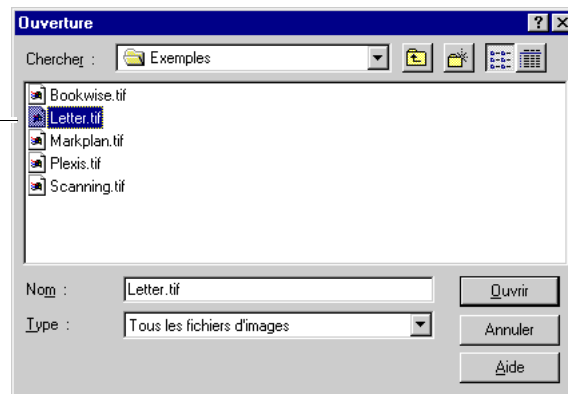 Ouverture
Chercher : Exemples
Bookwise.tif
Letter.tif
Markplan.tif
Plexis.tif
Scanning.tif
Nom : Letter.tif Ouvrir
Type : Tous les fichiers d'images Annuler
Aide